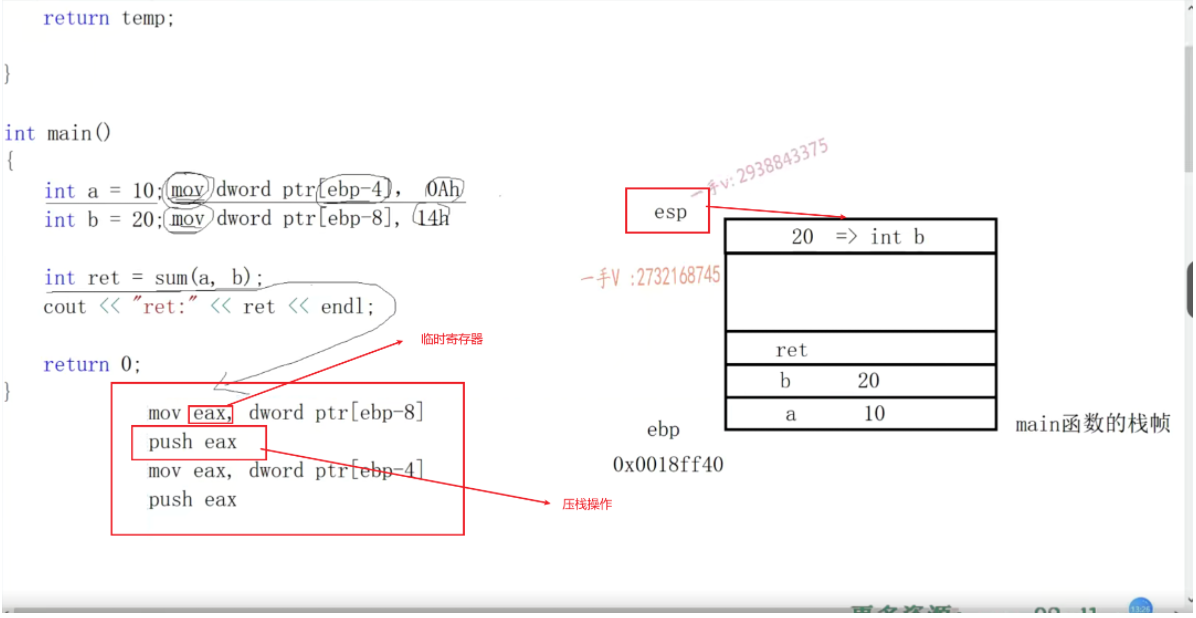 return temp;
}
int main()
{
int a = 10; mov dword ptr[ebp-4], 0Ah
int b = 20; mov dword ptr[ebp-8], 14h
int ret = sum(a, b);
cout << "ret:" << ret << endl;
return 0;
}
临时寄存器
mov eax, dword ptr[ebp-8]
push eax
mov eax, dword ptr[ebp-4]
push eax
压栈操作
一手v: 2938843375
esp
20 => int b
一手V :2732168745
ret
b 20
a 10
ebp
0x0018ff40
main函数的栈帧
13:25